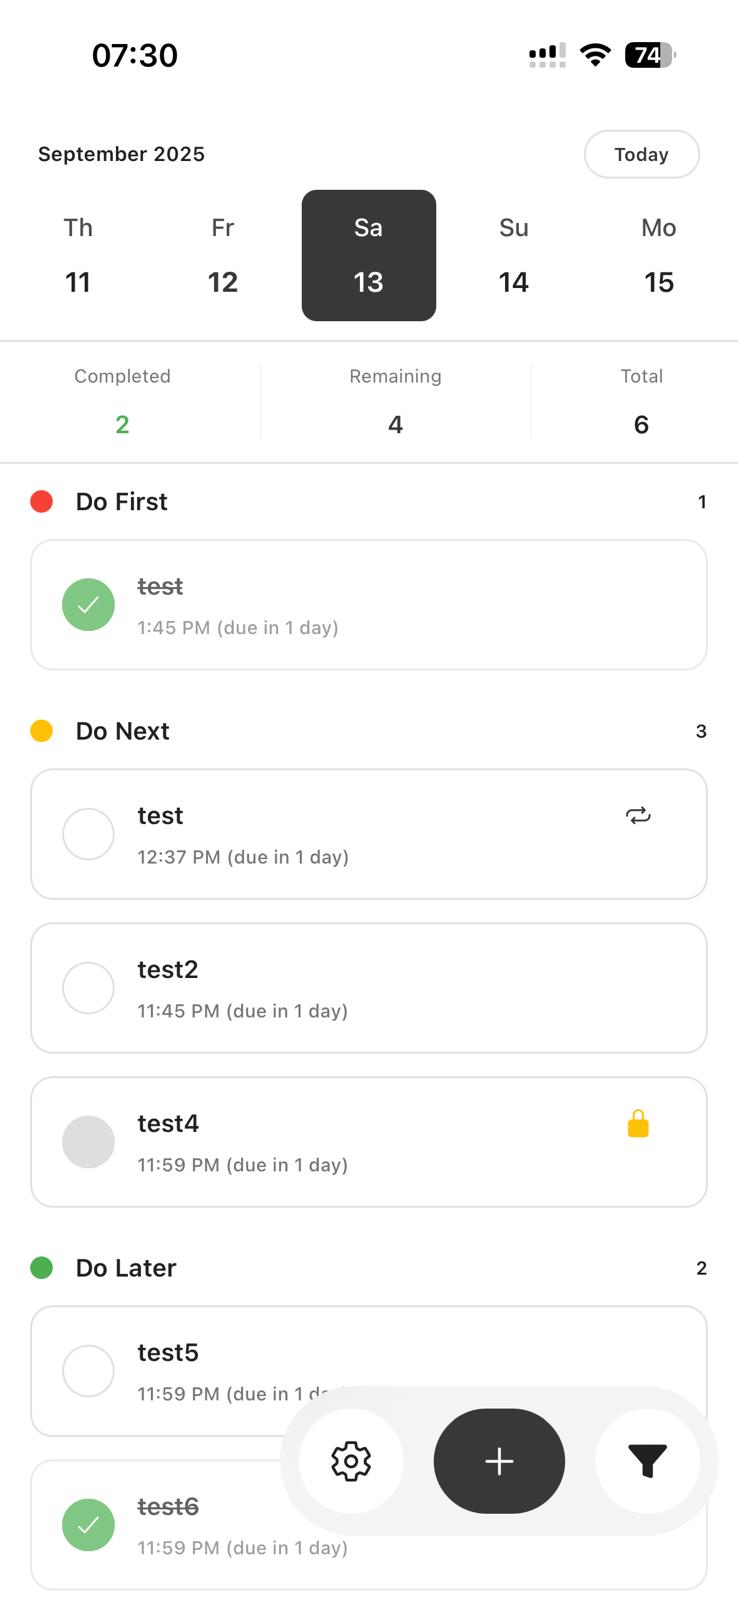 07:30
74
September 2025
Today
Th Fr Sa Su Mo
11 12 13 14 15
Completed Remaining Total
2 4 6
Do First 1
test
1:45 PM (due in 1 day)
Do Next 3
test
12:37 PM (due in 1 day)
test2
11:45 PM (due in 1 day)
test4
11:59 PM (due in 1 day)
Do Later 2
test5
11:59 PM (due in 1
test6
11:59 PM (due in 1 day)